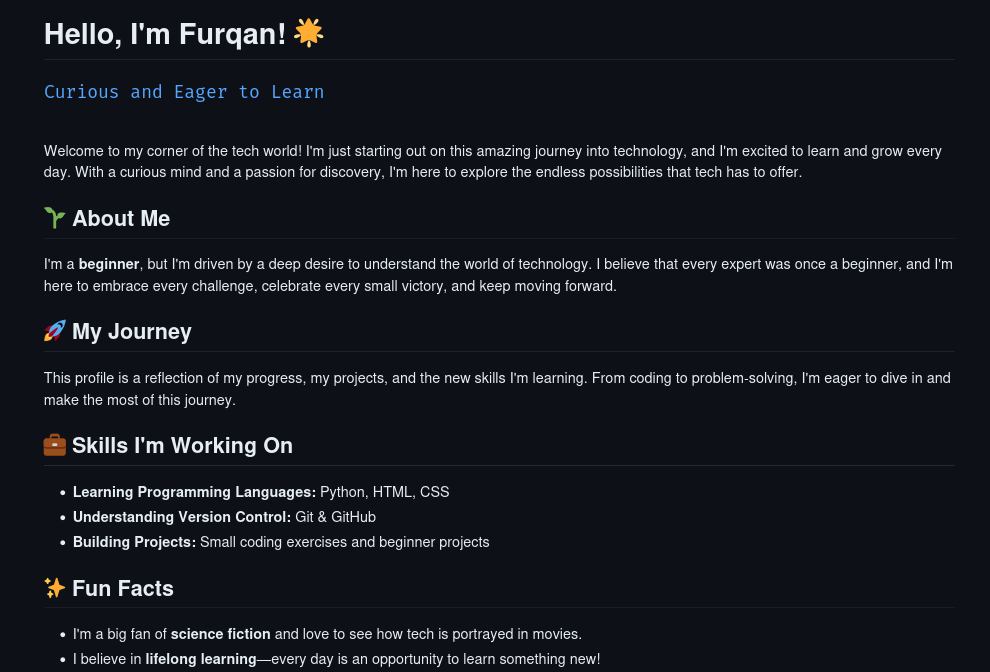 Hello, I'm Furqan! 🌟
Curious and Eager to Learn
Welcome to my corner of the tech world! I'm just starting out on this amazing journey into technology, and I'm excited to learn and grow every
day. With a curious mind and a passion for discovery, I'm here to explore the endless possibilities that tech has to offer.
🌱 About Me
I'm a beginner, but I'm driven by a deep desire to understand the world of technology. I believe that every expert was once a beginner, and I'm
here to embrace every challenge, celebrate every small victory, and keep moving forward.
🚀 My Journey
This profile is a reflection of my progress, my projects, and the new skills I'm learning. From coding to problem-solving, I'm eager to dive in and
make the most of this journey.
💼 Skills I'm Working On
• Learning Programming Languages: Python, HTML, CSS
• Understanding Version Control: Git & GitHub
• Building Projects: Small coding exercises and beginner projects
✨ Fun Facts
• I'm a big fan of science fiction and love to see how tech is portrayed in movies.
• I believe in lifelong learning—every day is an opportunity to learn something new!